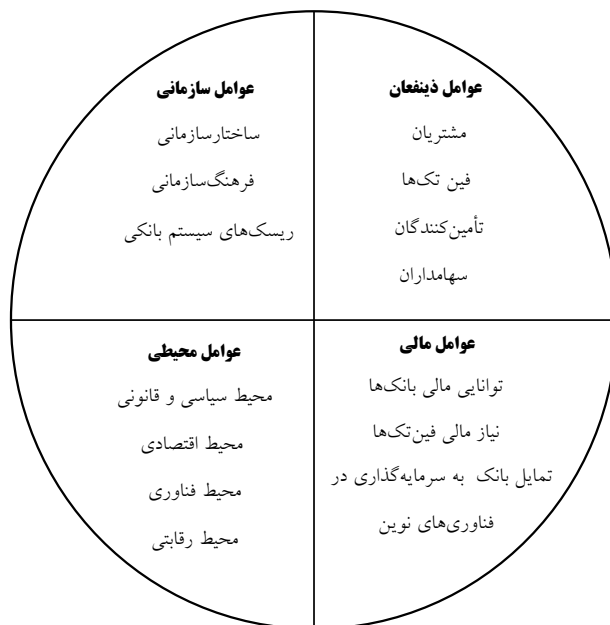 عوامل ذینفعان
مشتریان
فین تک‌ها
تأمین‌کنندگان
سهامداران
عوامل سازمانی
ساختارسازمانی
فرهنگ‌سازمانی
ریسک‌های سیستم بانکی
عوامل مالی
توانایی مالی بانک‌ها
نیاز مالی فین‌تک‌ها
تمایل بانک به سرمایه‌گذاری در
فناوری‌های نوین
عوامل محیطی
محیط سیاسی و قانونی
محیط اقتصادی
محیط فناوری
محیط رقابتی